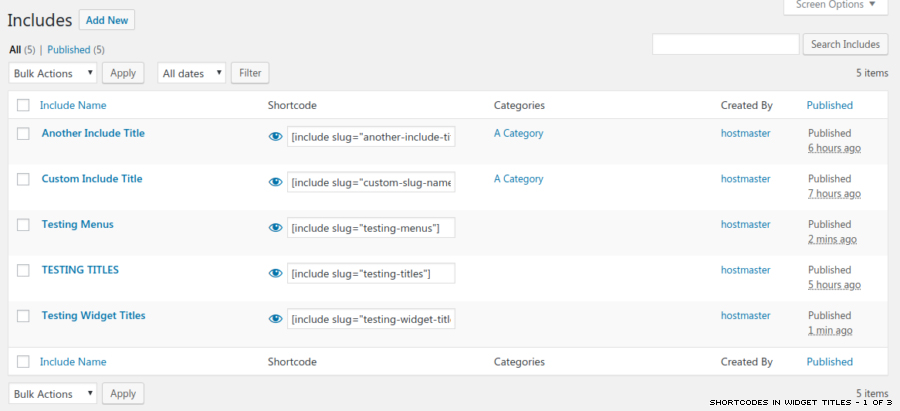 Screen Options ▼
Includes Add New
All (5) | Published (5)
Search Includes
Bulk Actions ▼ Apply All dates ▼ Filter 5 items
Include Name Shortcode Categories Created By Published
Another Include Title [include slug="another-include-ti A Category hostmaster Published
6 hours ago
Custom Include Title [include slug="custom-slug-name A Category hostmaster Published
7 hours ago
Testing Menus [include slug="testing-menus"] hostmaster Published
2 mins ago
TESTING TITLES [include slug="testing-titles"] hostmaster Published
5 hours ago
Testing Widget Titles [include slug="testing-widget-titl hostmaster Published
1 min ago
Include Name Shortcode Categories Created By Published
Bulk Actions ▼ Apply 5 items
SHORTCODES IN WIDGET TITLES - 1 OF 3